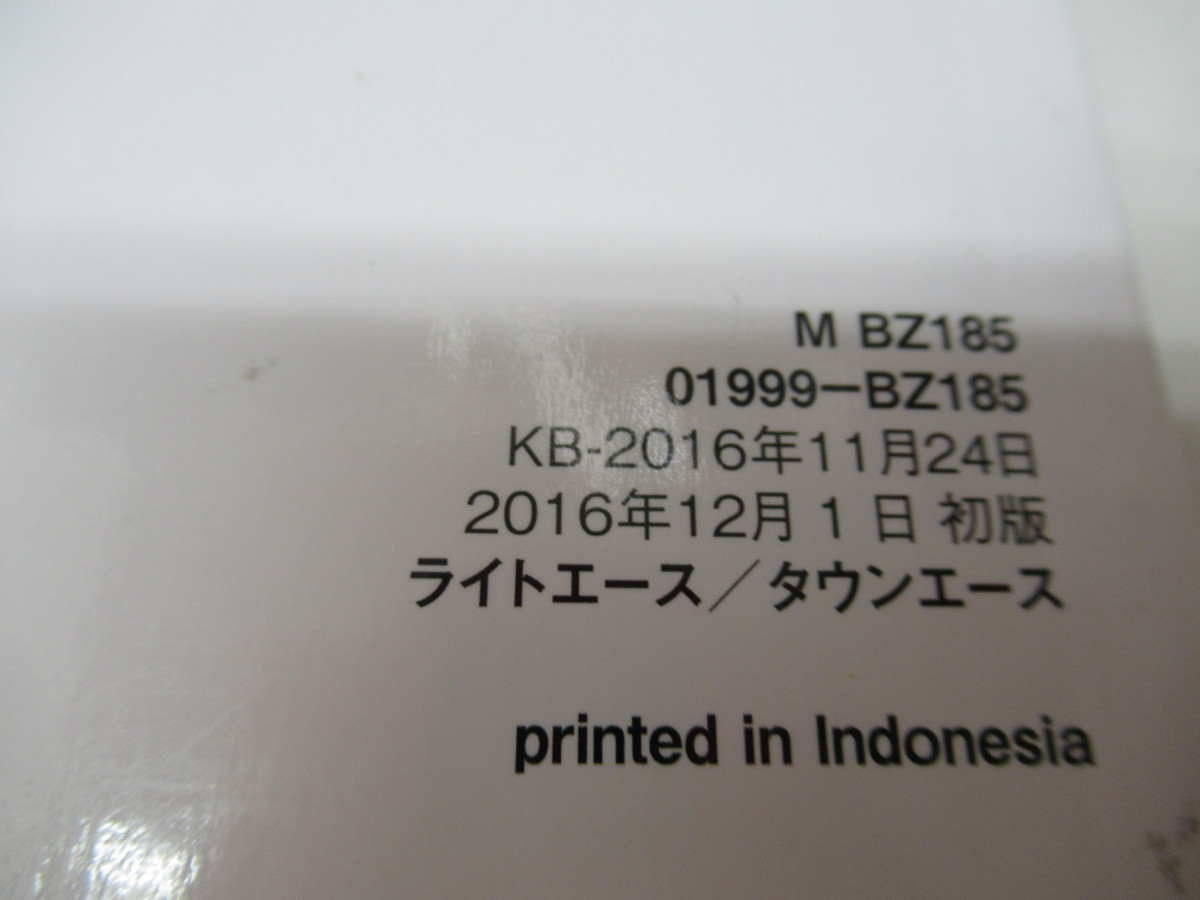 M BZ185
01999-BZ185
KB-2016年11月24日
2016年12月 1 日 初版
ライトエース/タウンエース
printed in Indonesia